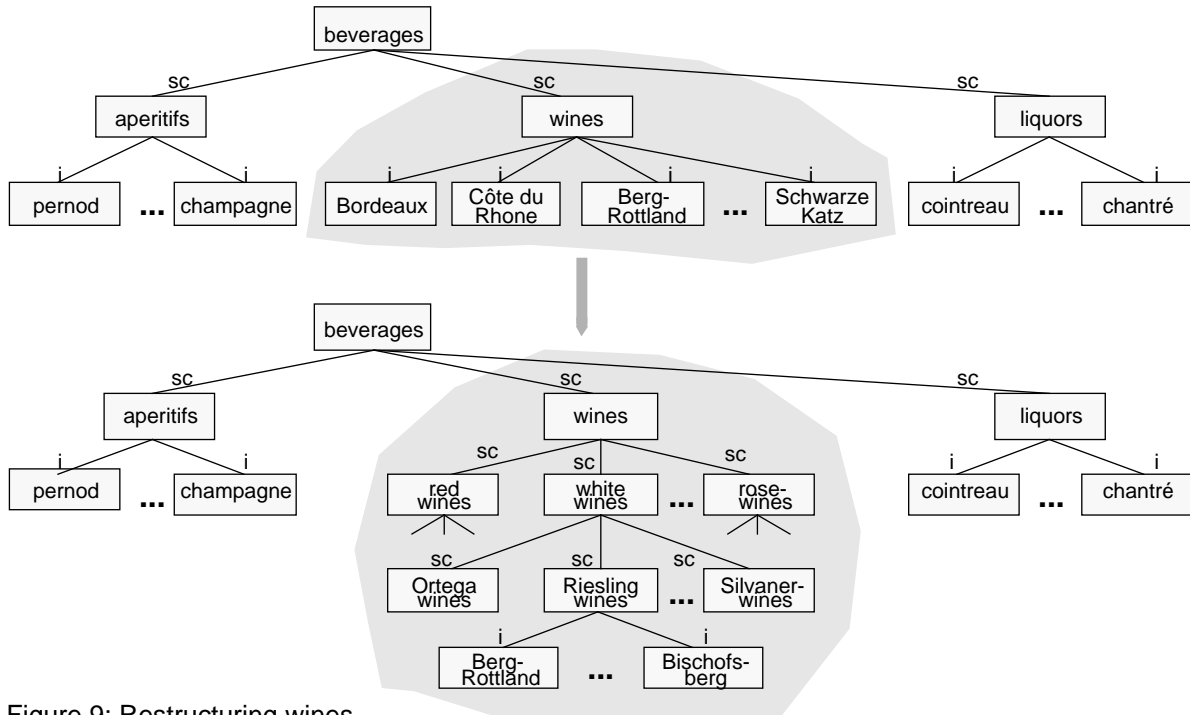 beverages
sc sc sc
aperitifs wines liquors
i i i i i i i i
pernod ... champagne Bordeaux Côte du Rhone Berg-Rottland ... Schwarze Katz cointreau ... chantré
beverages
sc sc sc
aperitifs wines liquors
i i sc sc sc i i
pernod ... champagne red wines white wines ... rose-wines cointreau ... chantré
sc sc sc
Ortega wines Riesling wines ... Silvaner-wines
i i
Berg-Rottland ... Bischofs-berg
Figure 9: Restructuring wines